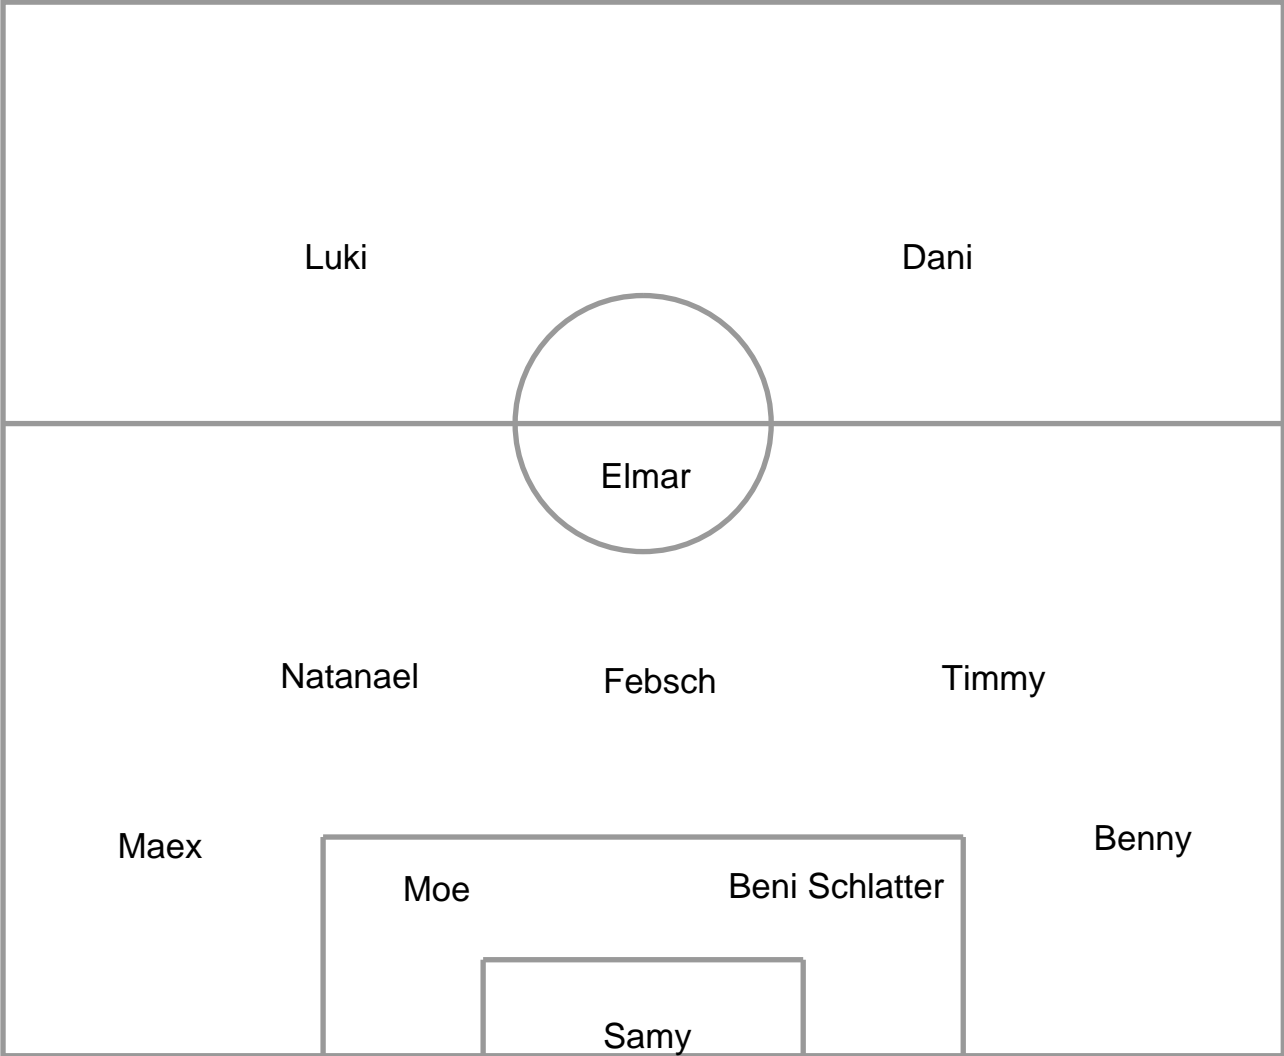 Luki
Dani
Elmar
Natanael
Febsch
Timmy
Maex
Benny
Moe
Beni Schlatter
Samy